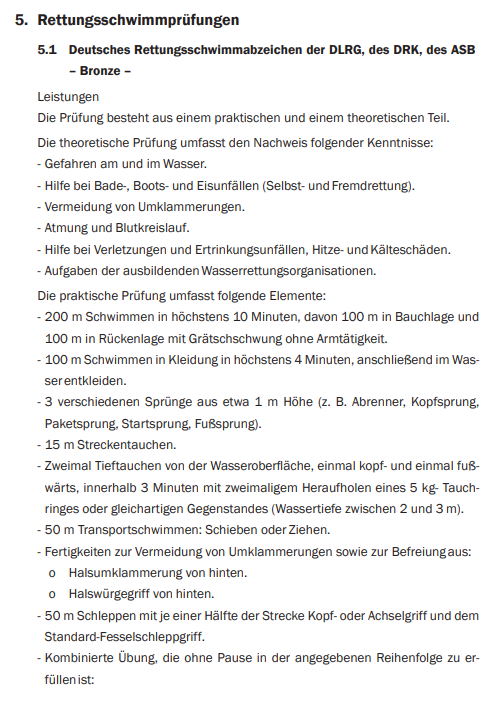 5. Rettungsschwimmprüfungen
5.1 Deutsches Rettungsschwimmabzeichen der DLRG, des DRK, des ASB
– Bronze –
Leistungen
Die Prüfung besteht aus einem praktischen und einem theoretischen Teil.
Die theoretische Prüfung umfasst den Nachweis folgender Kenntnisse:
- Gefahren am und im Wasser.
- Hilfe bei Bade-, Boots- und Eisunfällen (Selbst- und Fremdrettung).
- Vermeidung von Umklammerungen.
- Atmung und Blutkreislauf.
- Hilfe bei Verletzungen und Ertrinkungsunfällen, Hitze- und Kälteschäden.
- Aufgaben der ausbildenden Wasserrettungsorganisationen.
Die praktische Prüfung umfasst folgende Elemente:
- 200 m Schwimmen in höchstens 10 Minuten, davon 100 m in Bauchlage und
100 m in Rückenlage mit Grätschschwung ohne Armtätigkeit.
- 100 m Schwimmen in Kleidung in höchstens 4 Minuten, anschließend im Was-
ser entkleiden.
- 3 verschiedenen Sprünge aus etwa 1 m Höhe (z. B. Abrenner, Kopfsprung,
Paketsprung, Startsprung, Fußsprung).
- 15 m Streckentauchen.
- Zweimal Tieftauchen von der Wasseroberfläche, einmal kopf- und einmal fuß-
wärts, innerhalb 3 Minuten mit zweimaligem Heraufholen eines 5 kg- Tauch-
ringes oder gleichartigen Gegenstandes (Wassertiefe zwischen 2 und 3 m).
- 50 m Transportschwimmen: Schieben oder Ziehen.
- Fertigkeiten zur Vermeidung von Umklammerungen sowie zur Befreiung aus:
o Halsumklammerung von hinten.
o Halswürgegriff von hinten.
- 50 m Schleppen mit je einer Hälfte der Strecke Kopf- oder Achselgriff und dem
Standard-Fesselschleppgriff.
- Kombinierte Übung, die ohne Pause in der angegebenen Reihenfolge zu er-
füllen ist: